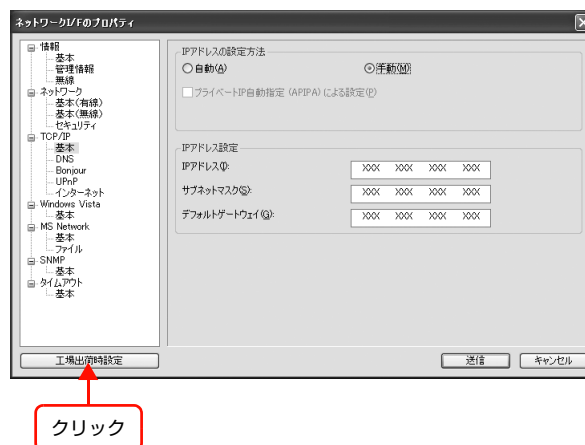 ネットワークI/Fのプロパティ
情報
基本
管理情報
無線
ネットワーク
基本(有線)
基本(無線)
セキュリティ
TCP/IP
基本
DNS
Bonjour
UPnP
インターネット
Windows Vista
基本
MS Network
基本
ファイル
SNMP
基本
タイムアウト
基本
IPアドレスの設定方法
自動(A)
手動(M)
プライベートIP自動指定 (APIPA) による設定(P)
IPアドレス設定
IPアドレス(I):
XXX XXX XXX XXX
サブネットマスク(S):
XXX XXX XXX XXX
デフォルトゲートウェイ(G):
XXX XXX XXX XXX
工場出荷時設定
送信
キャンセル
クリック